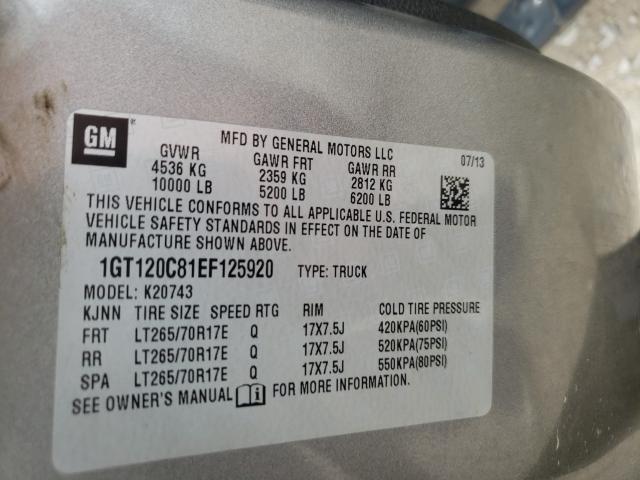 GM
MFD BY GENERAL MOTORS LLC
07/13
GVWR GAWR FRT GAWR RR
4536 KG 2359 KG 2812 KG
10000 LB 5200 LB 6200 LB
THIS VEHICLE CONFORMS TO ALL APPLICABLE U.S. FEDERAL MOTOR
VEHICLE SAFETY STANDARDS IN EFFECT ON THE DATE OF
MANUFACTURE SHOWN ABOVE.
1GT120C81EF125920 TYPE: TRUCK
MODEL: K20743
KJNN TIRE SIZE SPEED RTG RIM COLD TIRE PRESSURE
FRT LT265/70R17E Q 17X7.5J 420KPA(60PSI)
RR LT265/70R17E Q 17X7.5J 520KPA(75PSI)
SPA LT265/70R17E Q 17X7.5J 550KPA(80PSI)
SEE OWNER'S MANUAL FOR MORE INFORMATION.